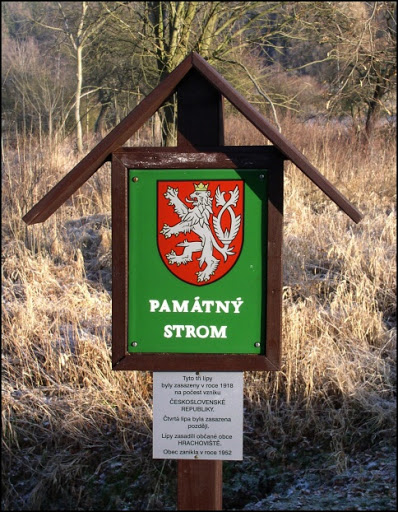 PAMÁTNÝ
STROM
Tyto tři lípy
byly zasazeny v roce 1918
na počest vzniku
ČESKOSLOVENSKÉ
REPUBLIKY.
Čtvrtá lípa byla zasazena
později.
Lípy zasadili občané obce
HRACHOVIŠTĚ.
Obec zanikla v roce 1952